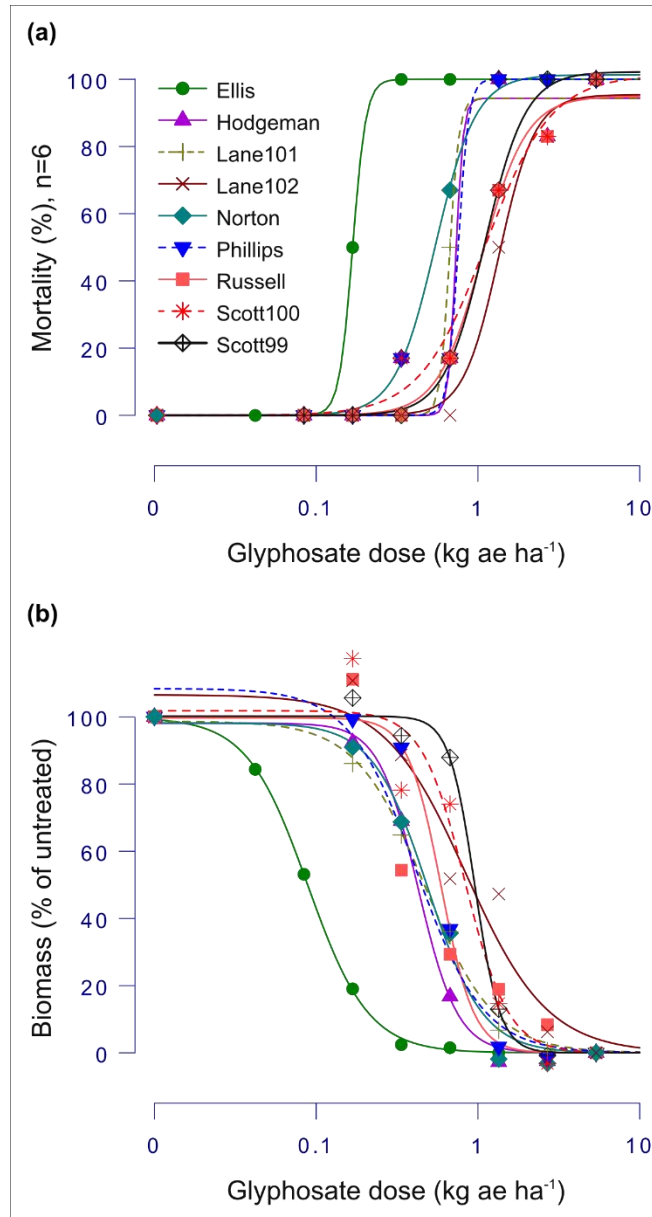 (a)
100
80
60
40
20
0
Mortality (%), n=6
Ellis
Hodgeman
Lane101
Lane102
Norton
Phillips
Russell
Scott100
Scott99
0 0.1 1 10
Glyphosate dose (kg ae ha⁻¹)
(b)
100
80
60
40
20
0
Biomass (% of untreated)
0 0.1 1 10
Glyphosate dose (kg ae ha⁻¹)